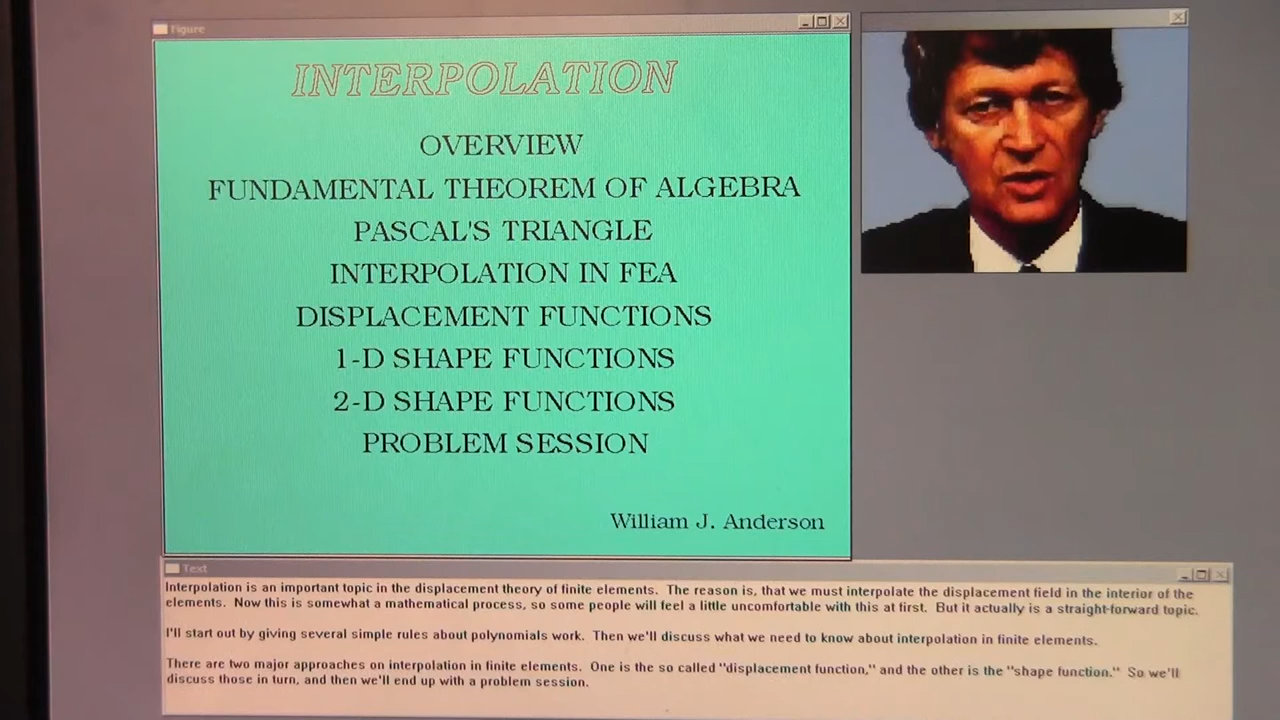 Figure
INTERPOLATION
OVERVIEW
FUNDAMENTAL THEOREM OF ALGEBRA
PASCAL'S TRIANGLE
INTERPOLATION IN FEA
DISPLACEMENT FUNCTIONS
1-D SHAPE FUNCTIONS
2-D SHAPE FUNCTIONS
PROBLEM SESSION
William J. Anderson
Text
Interpolation is an important topic in the displacement theory of finite elements. The reason is, that we must interpolate the displacement field in the interior of the
elements. Now this is somewhat a mathematical process, so some people will feel a little uncomfortable with this at first. But it actually is a straight-forward topic.
I'll start out by giving several simple rules about polynomials work. Then we'll discuss what we need to know about interpolation in finite elements.
There are two major approaches on interpolation in finite elements. One is the so called "displacement function," and the other is the "shape function." So we'll
discuss those in turn, and then we'll end up with a problem session.